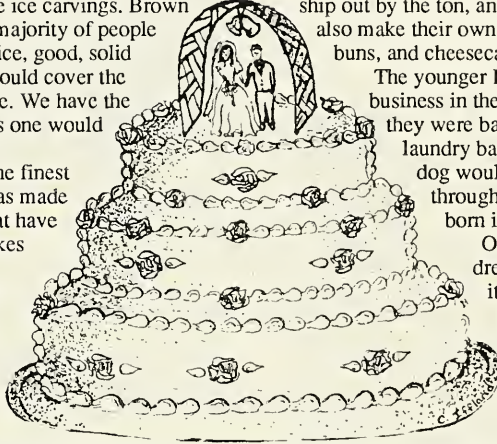 e ice carvings. Brown
majority of people
ice, good, solid
ould cover the
c. We have the
s one would
ne finest
as made
at have
kes
ship out by the ton, an
also make their own
buns, and cheeseca
The younger
business in the
they were ba
laundry ba
dog woul
through
born i
O
dre
it